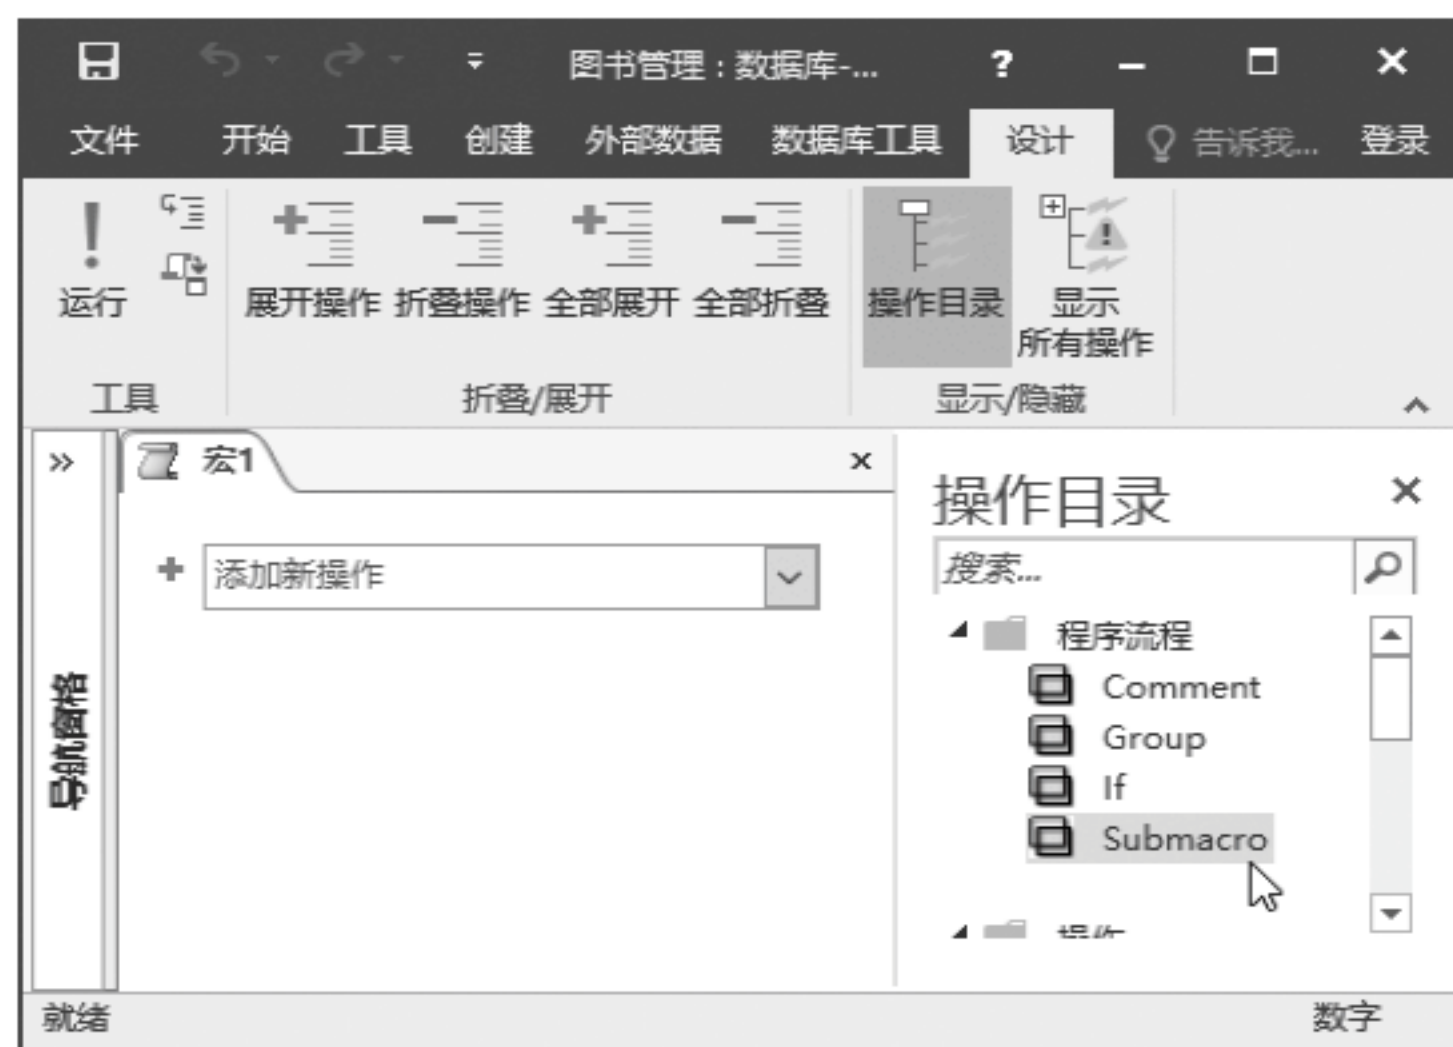 图书管理：数据库-... ?
文件 开始 工具 创建 外部数据 数据库工具 设计 告诉我... 登录
运行 展开操作 折叠操作 全部展开 全部折叠 操作目录 显示
所有操作
工具 折叠/展开 显示/隐藏
宏1
操作目录
添加新操作
搜索...
程序流程
Comment
Group
If
Submacro
操作
导航窗格
就绪 数字